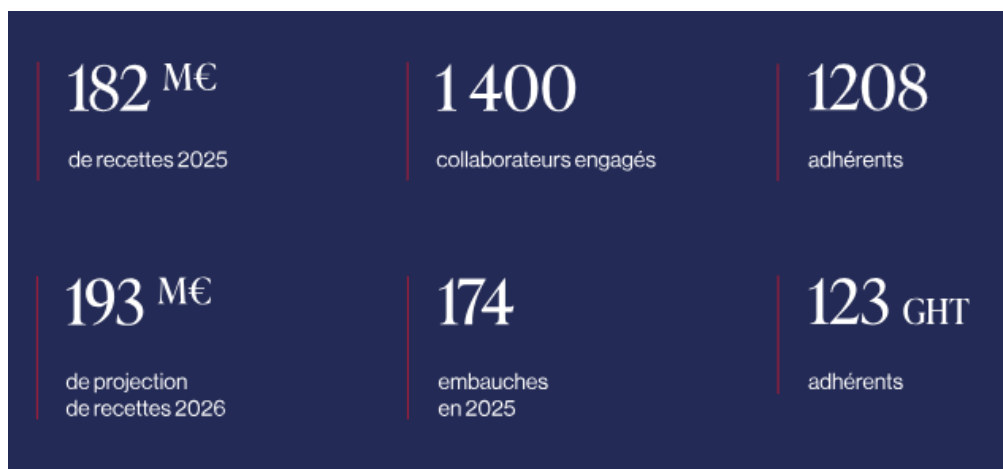 182 M€
de recettes 2025
1 400
collaborateurs engagés
1208
adhérents
193 M€
de projection
de recettes 2026
174
embauches
en 2025
123 GHT
adhérents